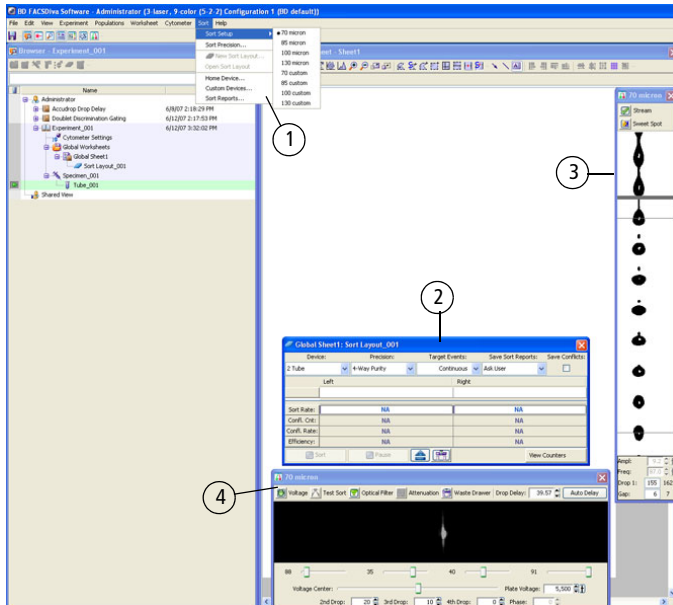 BD FACSDiva Software - Administrator (3-laser, 9-color (5-2-2) Configuration 1 (BD default))
File Edit View Experiment Populations Worksheet Cytometer Sort Help
Sort Setup
Sort Precision...
New Sort Layout...
Open Sort Layout
Home Device...
Custom Devices...
Sort Reports...
70 micron
85 micron
100 micron
130 micron
70 custom
85 custom
100 custom
130 custom
Browser - Experiment_001
Sheet - Sheet1
Name
Administrator
Accudrop Drop Delay 6/9/07 2:18:29 PM
Doublet Discrimination Gating 6/12/07 2:17:53 PM
Experiment_001 6/12/07 3:32:02 PM
Cytometer Settings
Global Worksheets
Global Sheet1
Sort Layout_001
Specimen_001
Tube_001
Shared View
1
2
3
4
70 micron
Stream
Sweet Spot
Ampl:
Freq:
Drop 1: 155 162
Gap: 6 7
Global Sheet1: Sort Layout_001
Device: Precision: Target Events: Save Sort Reports: Save Conflicts:
2 Tube 4-Way Purity Continuous Ask User
Left Right
Sort Rate: NA NA
Confl. Cnt: NA NA
Confl. Rate: NA NA
Efficiency: NA NA
Sort Pause View Counters
70 micron
Voltage Test Sort Optical Filter Attenuation Waste Drawer Drop Delay: 39.57 Auto Delay
88 35 40 91
Voltage Center: Plate Voltage: 5,500
2nd Drop: 20 3rd Drop: 10 4th Drop: 0 Phase: